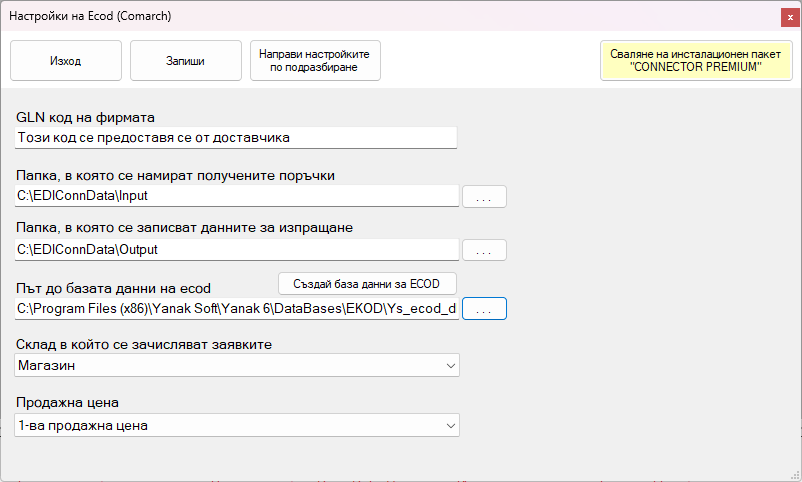 Настройки на Ecod (Comarch)
x
Изход
Запиши
Направи настройките
по подразбиране
Сваляне на инсталационен пакет
"CONNECTOR PREMIUM"
GLN код на фирмата
Този код се предоставя се от доставчика
Папка, в която се намират получените поръчки
C:\EDIConnData\Input
. . .
Папка, в която се записват данните за изпращане
C:\EDIConnData\Output
. . .
Път до базата данни на ecod
Създай база данни за ECOD
C:\Program Files (x86)\Yanak Soft\Yanak 6\DataBases\EKOD\Ys_ecod_d
. . .
Склад в който се зачисляват заявките
Магазин
Продажна цена
1-ва продажна цена